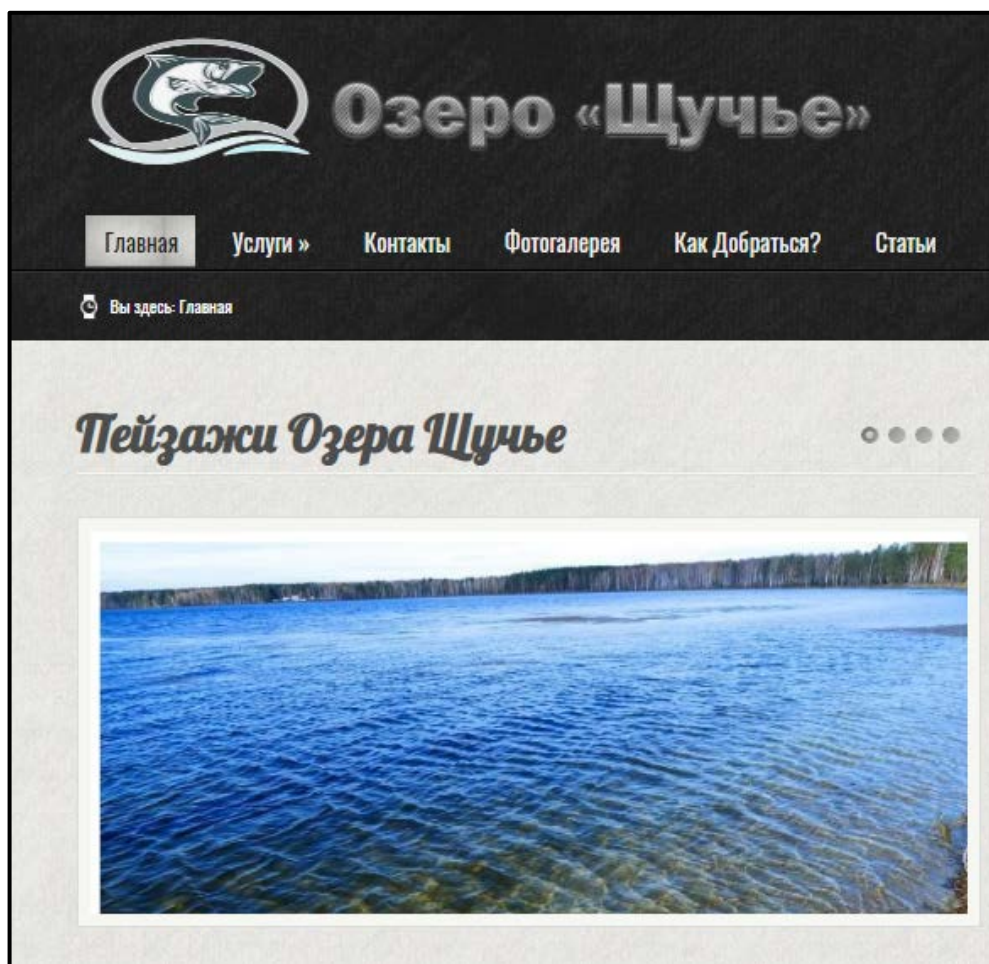 Озеро «Щучье»
Главная Услуги » Контакты Фотогалерея Как Добраться? Статьи
Вы здесь: Главная
Пейзажи Озера Щучье